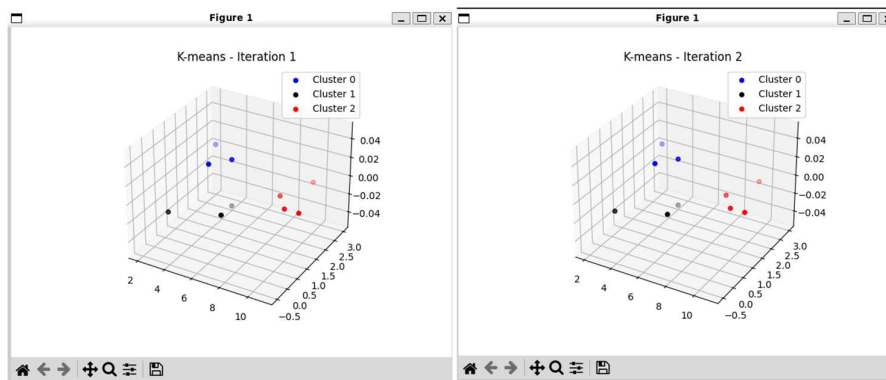 Figure 1
K-means - Iteration 1
Cluster 0
Cluster 1
Cluster 2
0.04
0.02
0.00
−0.02
−0.04
3.0
2.5
2.0
1.5
1.0
0.5
0.0
−0.5
2 4 6 8 10
Figure 1
K-means - Iteration 2
Cluster 0
Cluster 1
Cluster 2
0.04
0.02
0.00
−0.02
−0.04
3.0
2.5
2.0
1.5
1.0
0.5
0.0
−0.5
2 4 6 8 10